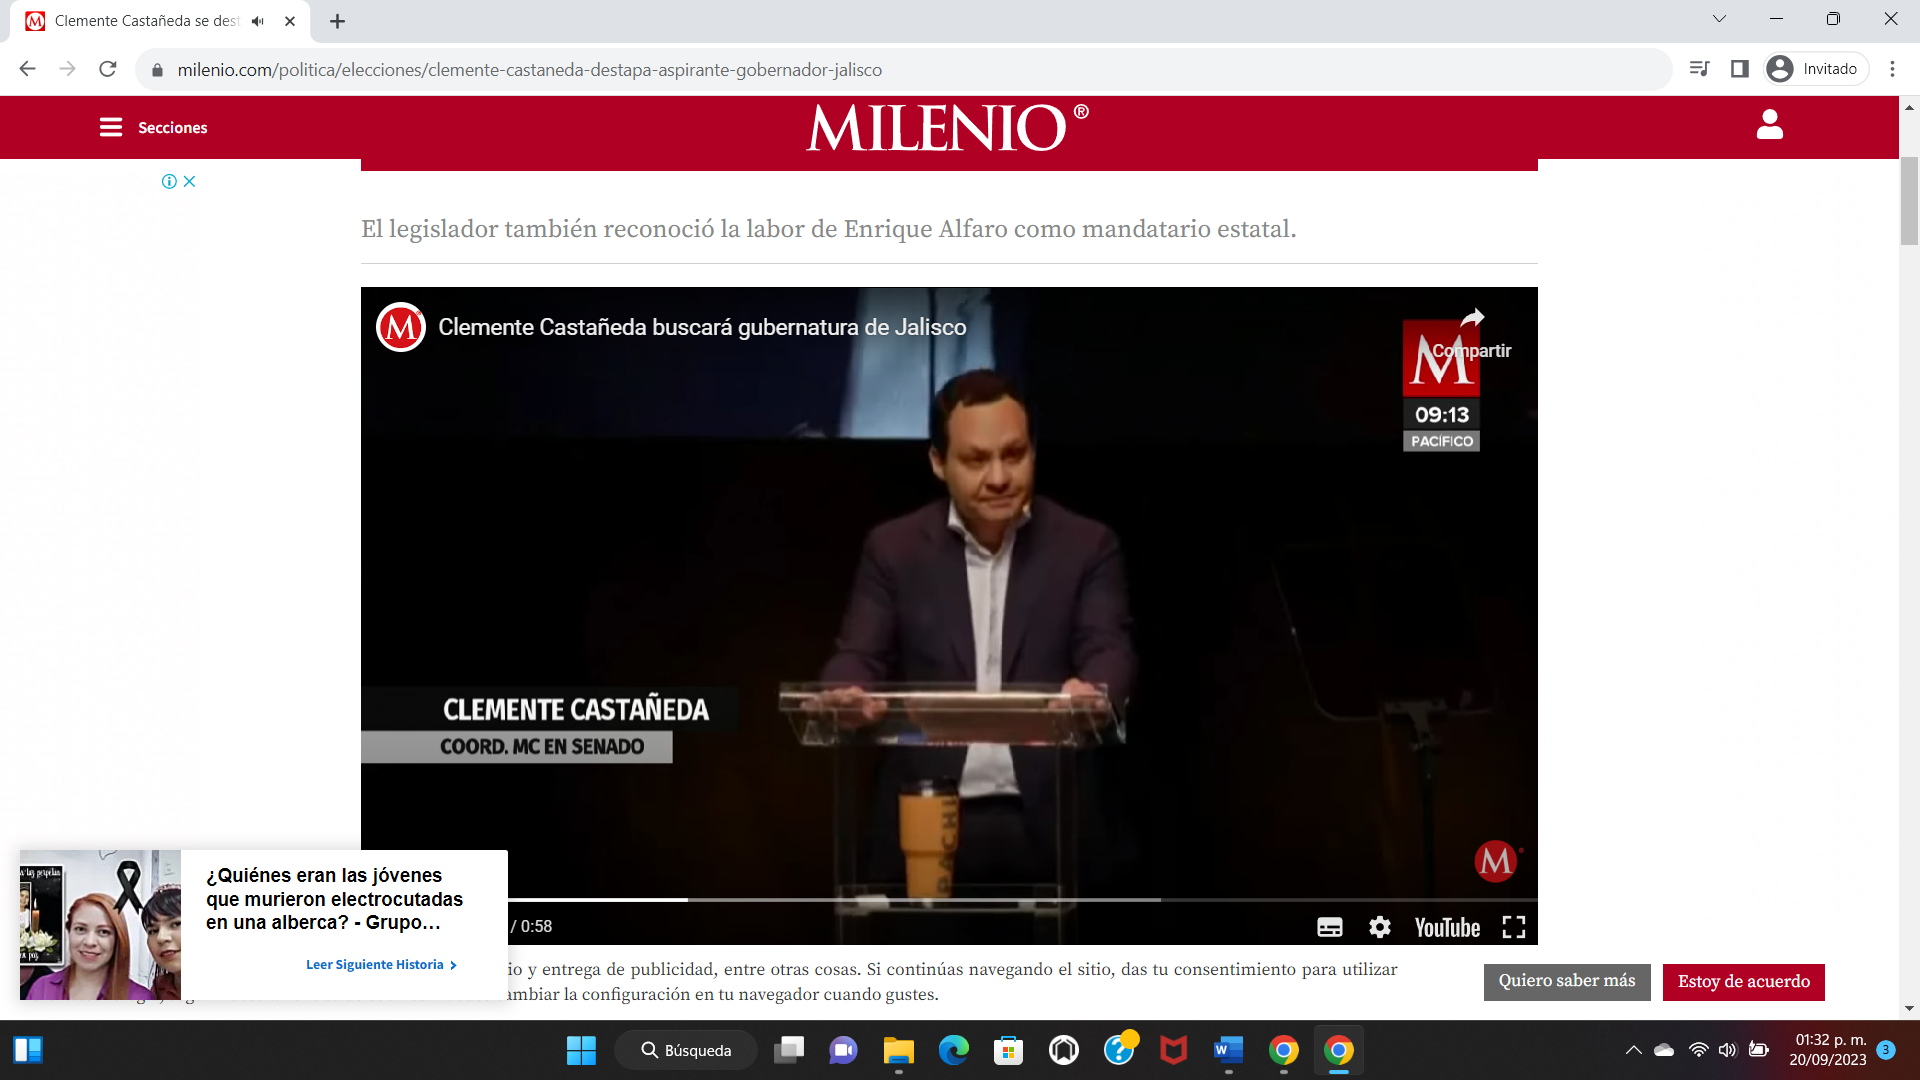 Clemente Castañeda se dest
milenio.com/politica/elecciones/clemente-castaneda-destapa-aspirante-gobernador-jalisco
Invitado
Secciones
MILENIO®
El legislador también reconoció la labor de Enrique Alfaro como mandatario estatal.
M
Clemente Castañeda buscará gubernatura de Jalisco
Compartir
M
09:13
PACÍFICO
CLEMENTE CASTAÑEDA
COORD. MC EN SENADO
PACHI
M
/ 0:58
YouTube
¿Quiénes eran las jóvenes
que murieron electrocutadas
en una alberca? - Grupo...
Leer Siguiente Historia
io y entrega de publicidad, entre otras cosas. Si continúas navegando el sitio, das tu consentimiento para utilizar
ambiar la configuración en tu navegador cuando gustes.
Quiero saber más
Estoy de acuerdo
Búsqueda
01:32 p. m.
20/09/2023
3